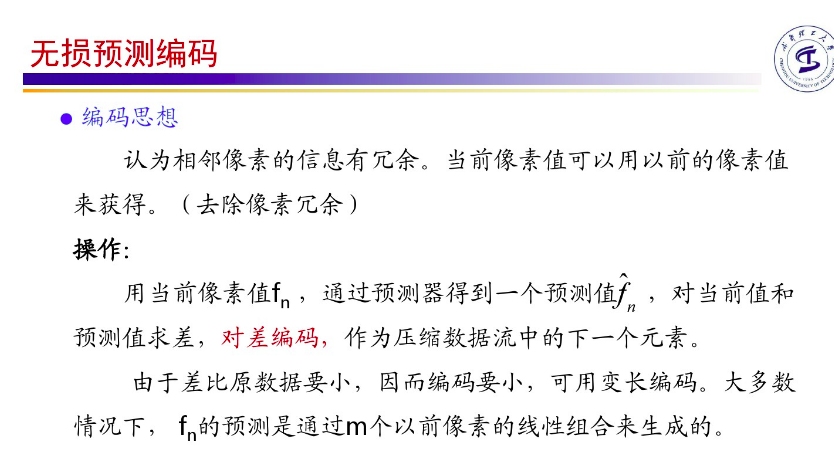 无损预测编码
● 编码思想
认为相邻像素的信息有冗余。当前像素值可以用以前的像素值
来获得。（去除像素冗余）
操作：
用当前像素值fₙ ，通过预测器得到一个预测值f̂ₙ ，对当前值和
预测值求差，对差编码，作为压缩数据流中的下一个元素。
由于差比原数据要小，因而编码要小，可用变长编码。大多数
情况下， fₙ的预测是通过m个以前像素的线性组合来生成的。